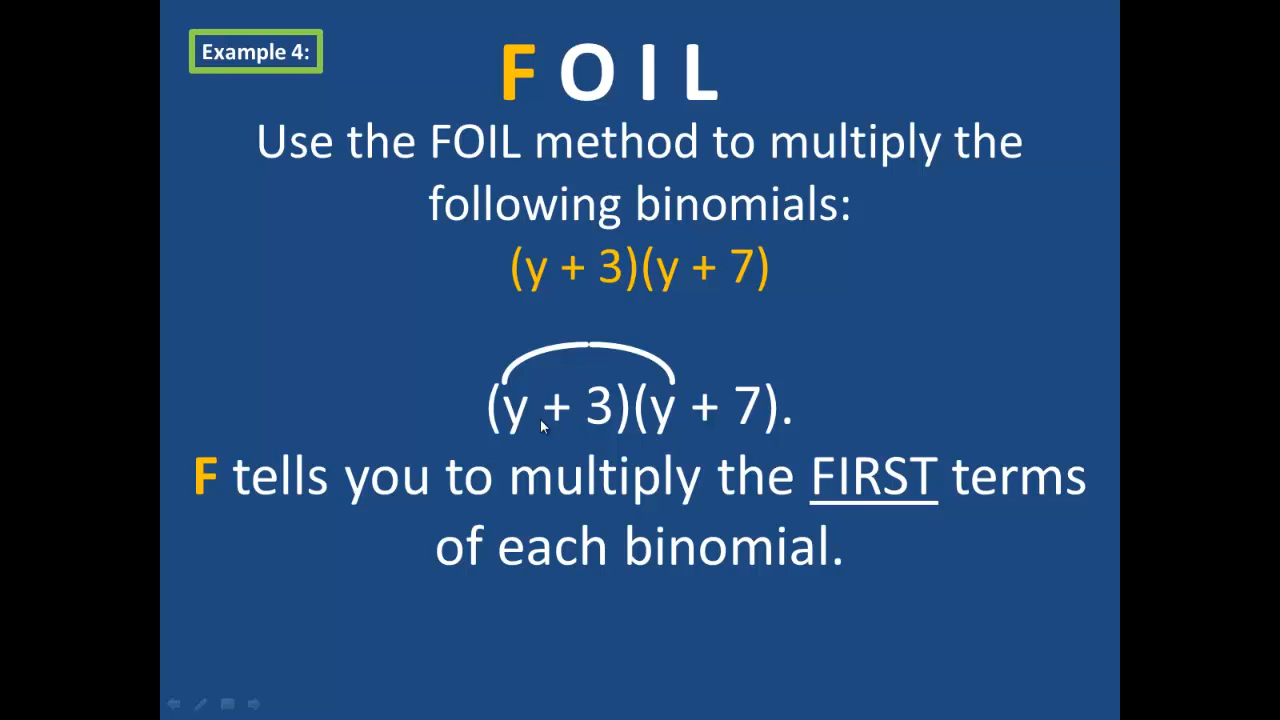 Example 4:
F O I L
Use the FOIL method to multiply the
following binomials:
(y + 3)(y + 7)
(y + 3)(y + 7).
F tells you to multiply the FIRST terms
of each binomial.